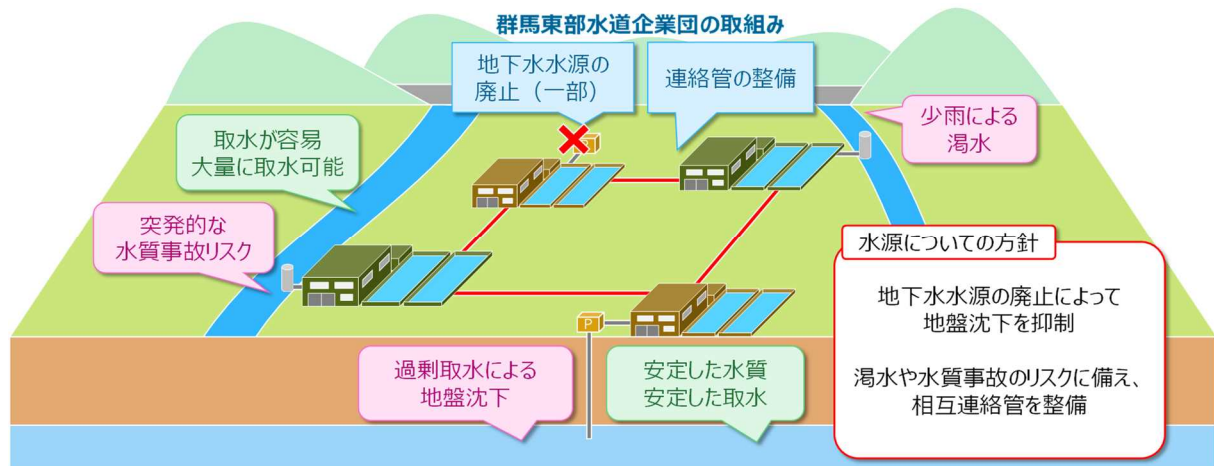 群馬東部水道企業団の取組み
地下水水源の
廃止（一部）
連絡管の整備
少雨による
渇水
取水が容易
大量に取水可能
突発的な
水質事故リスク
水源についての方針
地下水水源の廃止によって
地盤沈下を抑制
渇水や水質事故のリスクに備え、
相互連絡管を整備
P
過剰取水による
地盤沈下
安定した水質
安定した取水